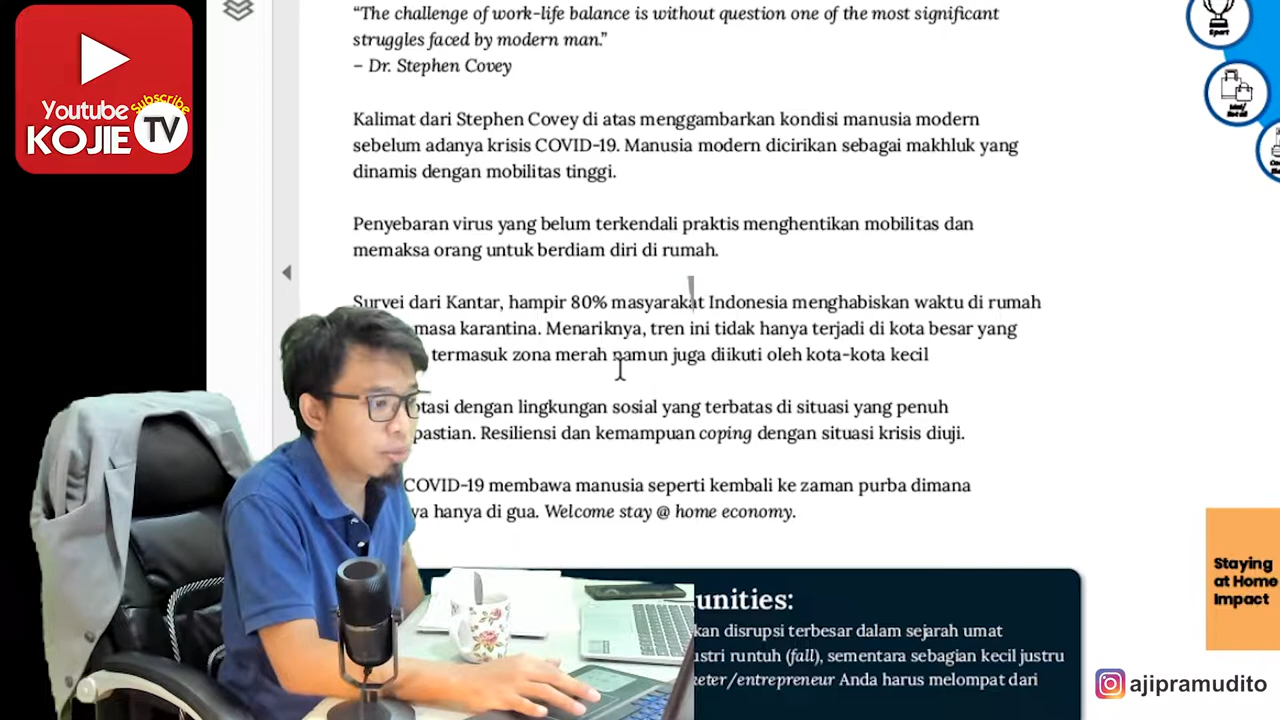 Youtube
Subscribe
KOJIE TV
“The challenge of work-life balance is without question one of the most significant
struggles faced by modern man.”
– Dr. Stephen Covey
Kalimat dari Stephen Covey di atas menggambarkan kondisi manusia modern
sebelum adanya krisis COVID-19. Manusia modern dicirikan sebagai makhluk yang
dinamis dengan mobilitas tinggi.
Penyebaran virus yang belum terkendali praktis menghentikan mobilitas dan
memaksa orang untuk berdiam diri di rumah.
Survei dari Kantar, hampir 80% masyarakat Indonesia menghabiskan waktu di rumah
masa karantina. Menariknya, tren ini tidak hanya terjadi di kota besar yang
termasuk zona merah namun juga diikuti oleh kota-kota kecil
dengan lingkungan sosial yang terbatas di situasi yang penuh
Resiliensi dan kemampuan coping dengan situasi krisis diuji.
COVID-19 membawa manusia seperti kembali ke zaman purba dimana
hanya di gua. Welcome stay @ home economy.
unities:
kan disrupsi terbesar dalam sejarah umat
stri runtuh (fall), sementara sebagian kecil justru
keter/entrepreneur Anda harus melompat dari
Sport
Staying
at Home
Impact
ajipramudito